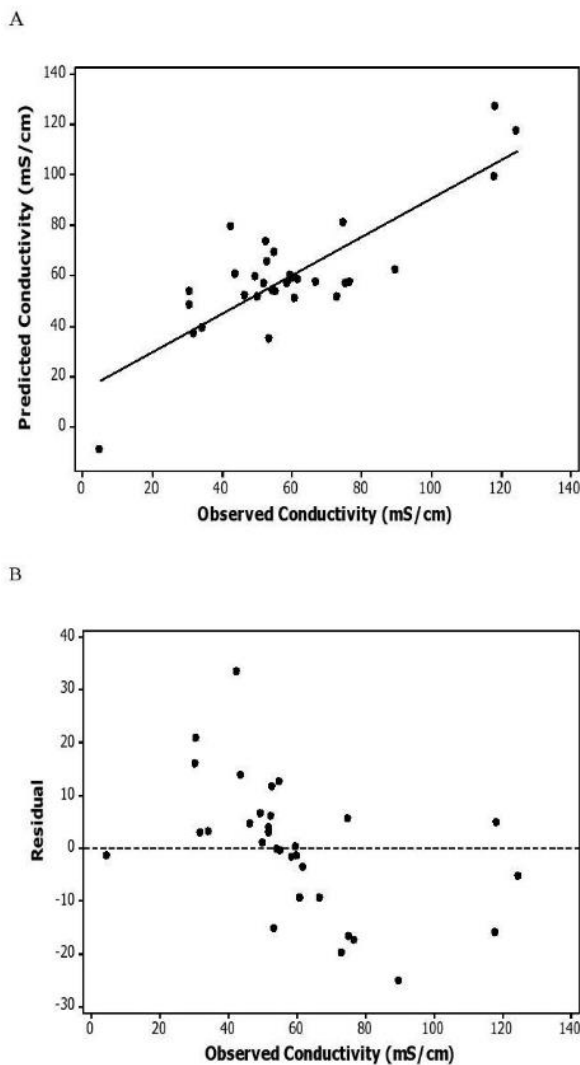 A
140
120
100
80
60
40
20
0
Predicted Conductivity (mS/cm)
0 20 40 60 80 100 120 140
Observed Conductivity (mS/cm)
B
40
30
20
10
0
-10
-20
-30
Residual
0 20 40 60 80 100 120 140
Observed Conductivity (mS/cm)